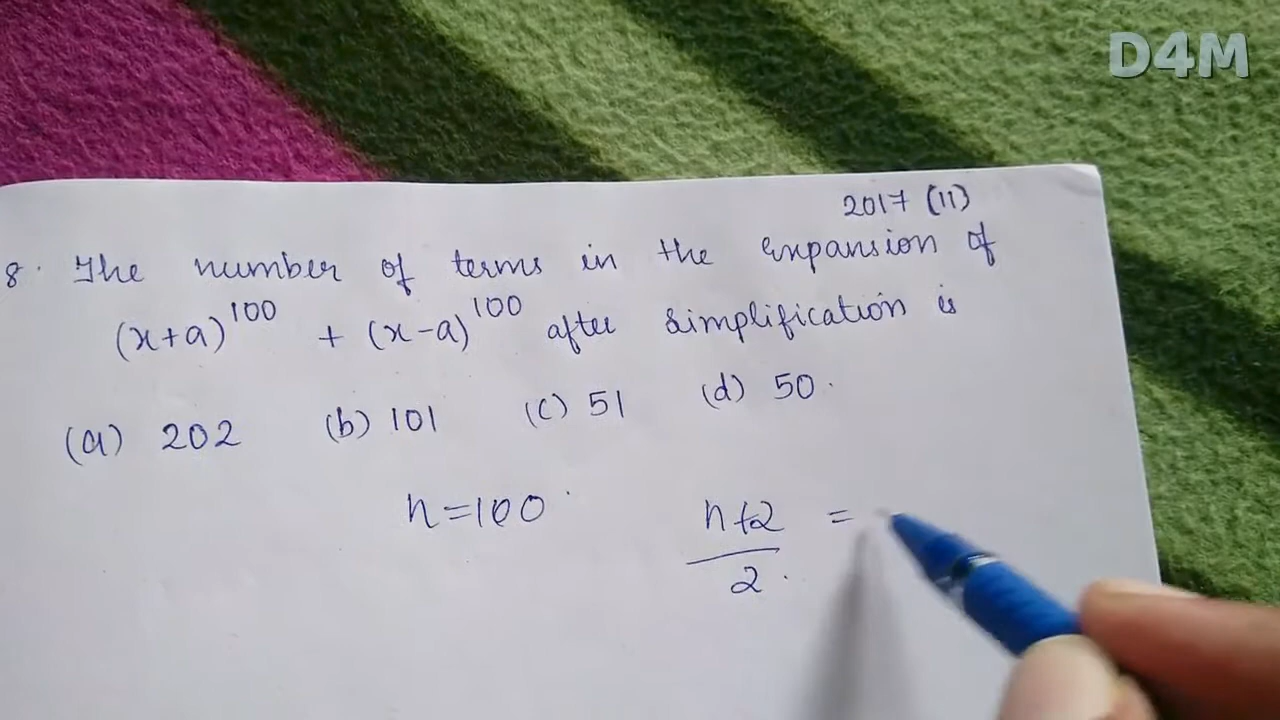 D4M
2017 (11)
8. The number of terms in the expansion of
(x+a)^100 + (x-a)^100 after simplification is
(a) 202 (b) 101 (c) 51 (d) 50.
n=100 n+2 =
2.